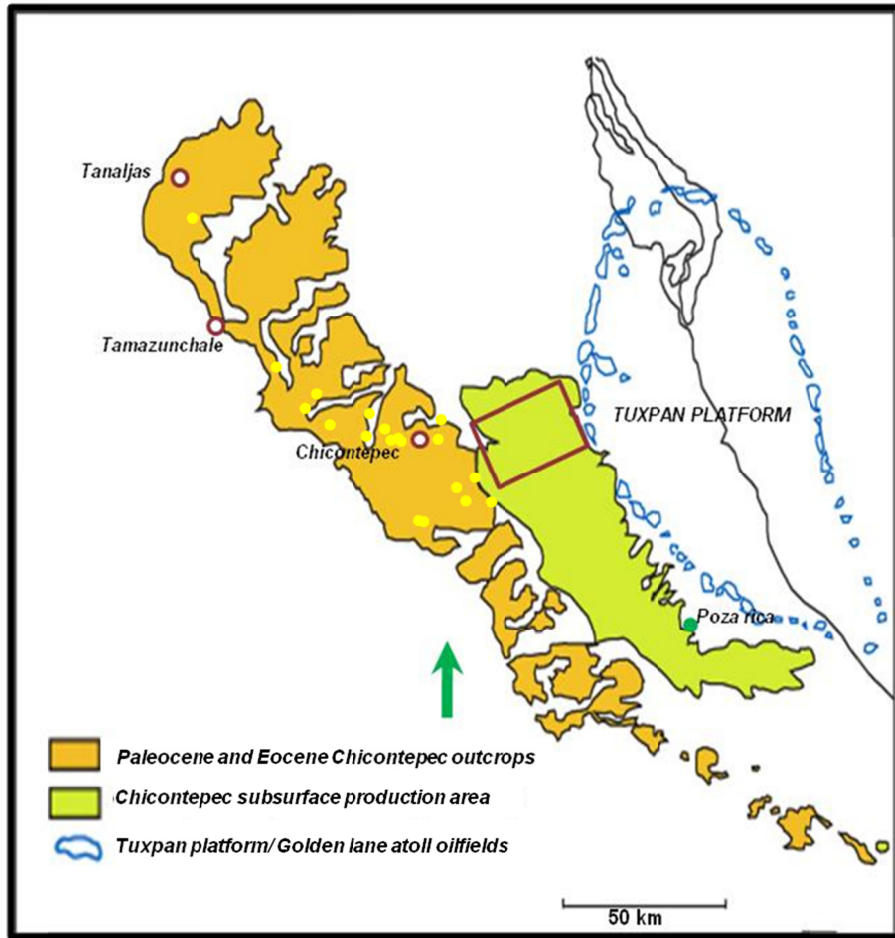 Tanaljas
Tamazunchale
TUXPAN PLATFORM
Chicontepec
Poza rica
Paleocene and Eocene Chicontepec outcrops
Chicontepec subsurface production area
Tuxpan platform/ Golden lane atoll oilfields
50 km